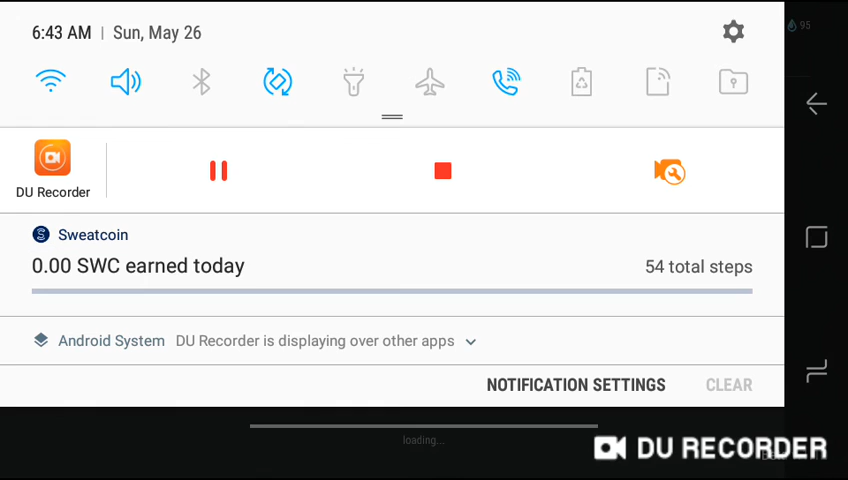 6:43 AM | Sun, May 26
95
DU Recorder
Sweatcoin
0.00 SWC earned today
54 total steps
Android System DU Recorder is displaying over other apps
NOTIFICATION SETTINGS
CLEAR
loading...
DU RECORDER